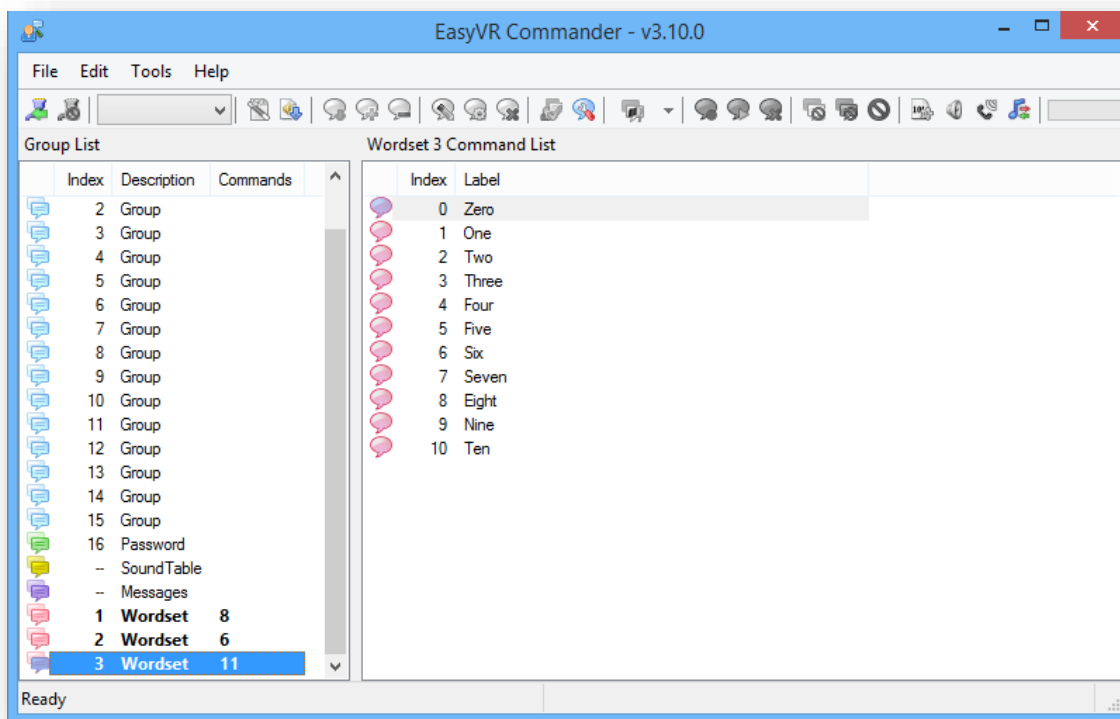 EasyVR Commander - v3.10.0
File Edit Tools Help
Group List
Index Description Commands
2 Group
3 Group
4 Group
5 Group
6 Group
7 Group
8 Group
9 Group
10 Group
11 Group
12 Group
13 Group
14 Group
15 Group
16 Password
-- SoundTable
-- Messages
1 Wordset 8
2 Wordset 6
3 Wordset 11
Wordset 3 Command List
Index Label
0 Zero
1 One
2 Two
3 Three
4 Four
5 Five
6 Six
7 Seven
8 Eight
9 Nine
10 Ten
Ready